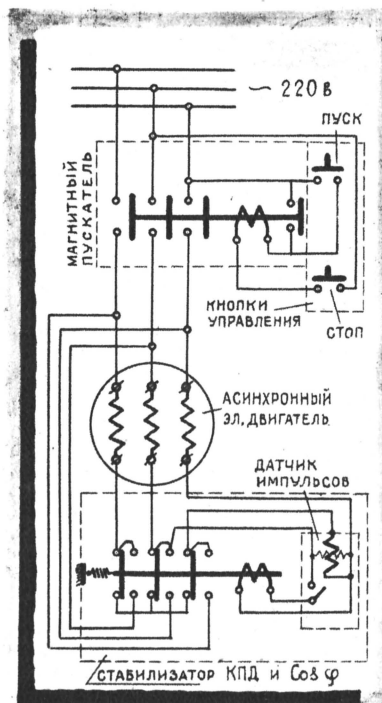 ~ 220 в
ПУСК
МАГНИТНЫЙ
ПУСКАТЕЛЬ
КНОПКИ
УПРАВЛЕНИЯ
СТОП
АСИНХРОННЫЙ
ЭЛ. ДВИГАТЕЛЬ
ДАТЧИК
ИМПУЛЬСОВ
СТАБИЛИЗАТОР КПД и Cos φ